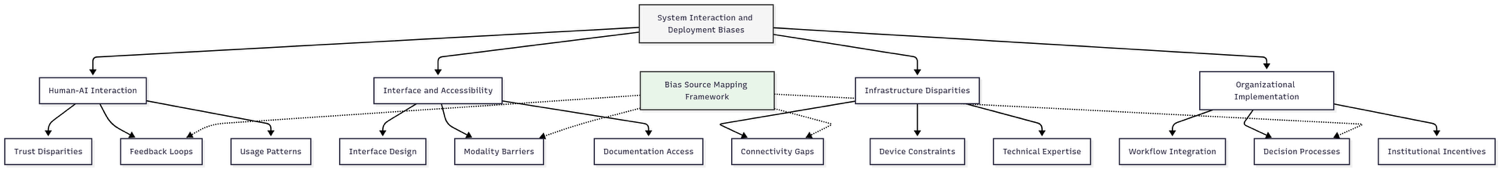 System Interaction and
Deployment Biases
Human-AI Interaction
Interface and Accessibility
Bias Source Mapping
Framework
Infrastructure Disparities
Organizational
Implementation
Trust Disparities
Feedback Loops
Usage Patterns
Interface Design
Modality Barriers
Documentation Access
Connectivity Gaps
Device Constraints
Technical Expertise
Workflow Integration
Decision Processes
Institutional Incentives